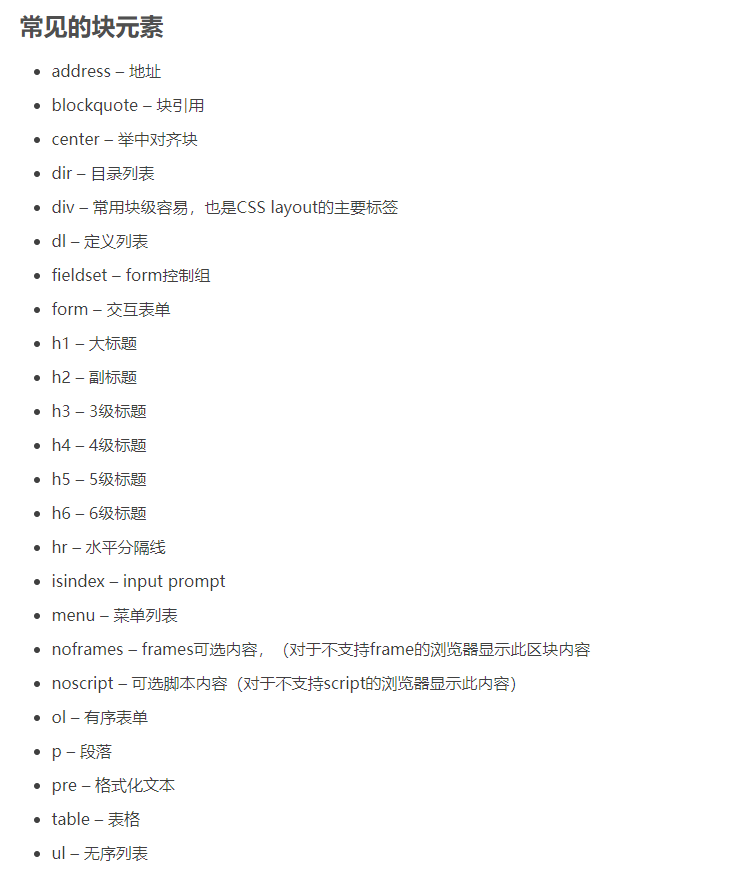 常见的块元素
address – 地址
blockquote – 块引用
center – 举中对齐块
dir – 目录列表
div – 常用块级容易，也是CSS layout的主要标签
dl – 定义列表
fieldset – form控制组
form – 交互表单
h1 – 大标题
h2 – 副标题
h3 – 3级标题
h4 – 4级标题
h5 – 5级标题
h6 – 6级标题
hr – 水平分隔线
isindex – input prompt
menu – 菜单列表
noframes – frames可选内容，（对于不支持frame的浏览器显示此区块内容
noscript – 可选脚本内容（对于不支持script的浏览器显示此内容）
ol – 有序表单
p – 段落
pre – 格式化文本
table – 表格
ul – 无序列表